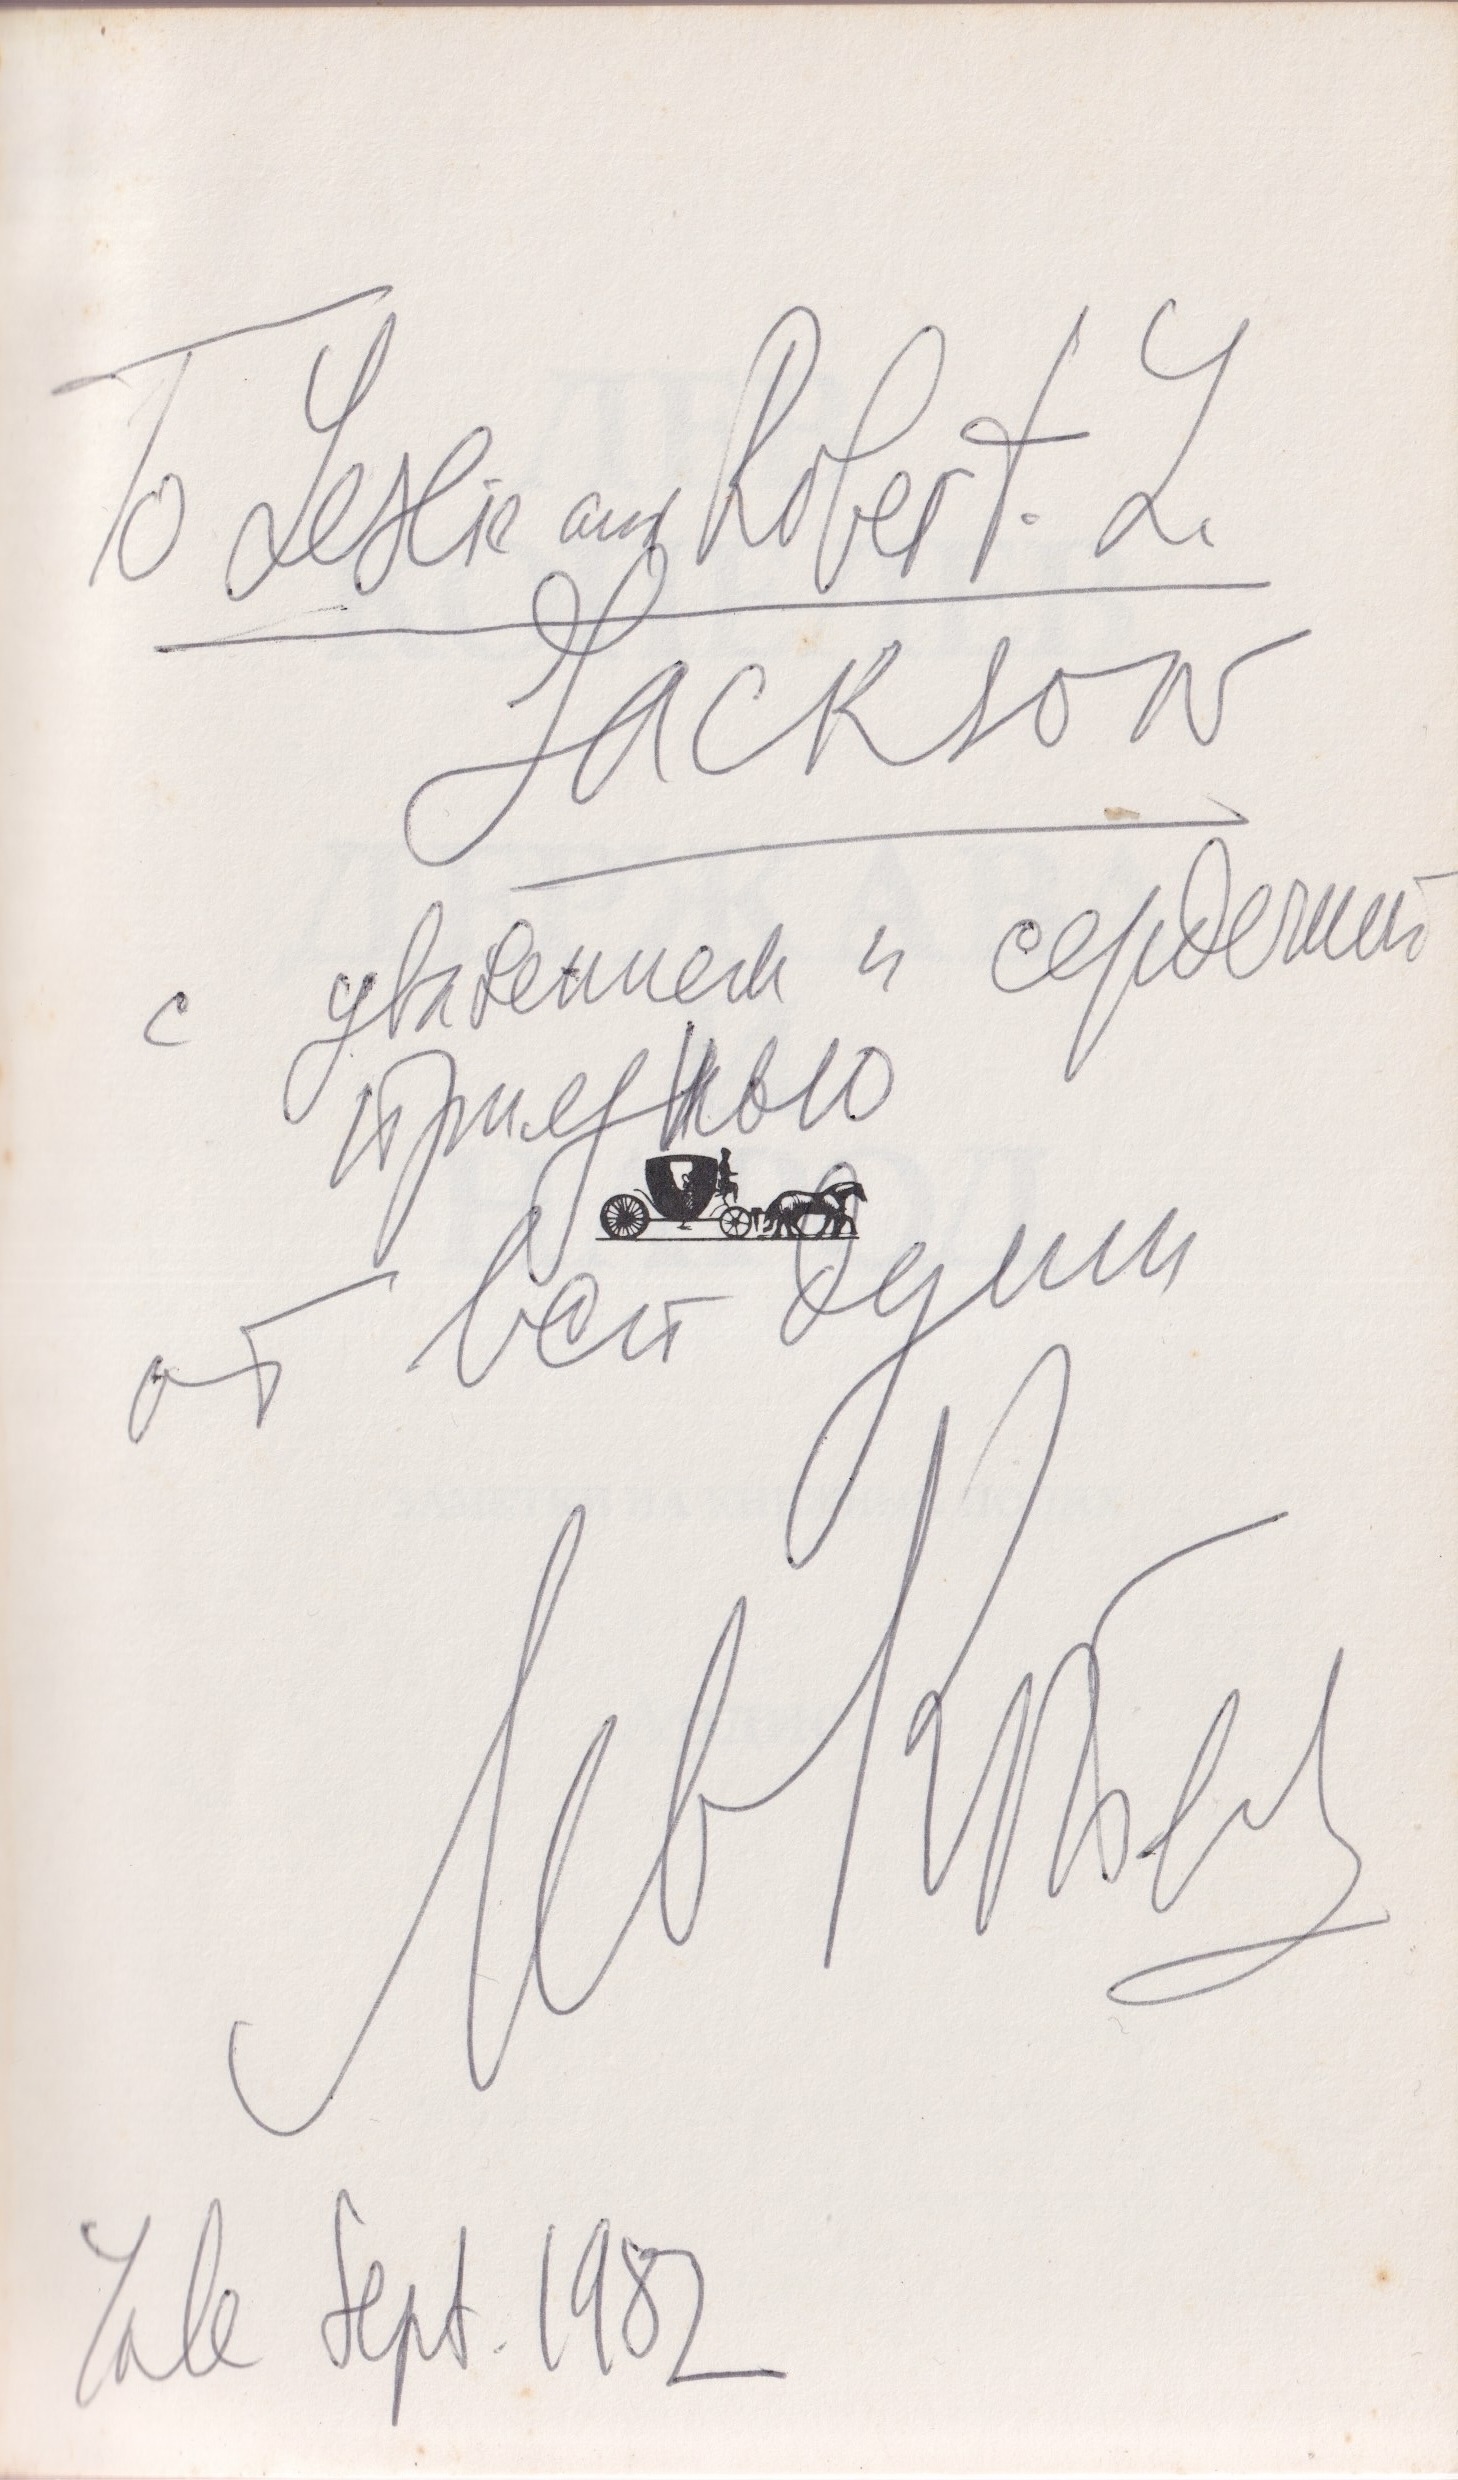 To Leslie and Robert. L.
Jackson
с уважением и сердечной
приязнью
от всей души
Лев Копелев
Yale Sept. 1982